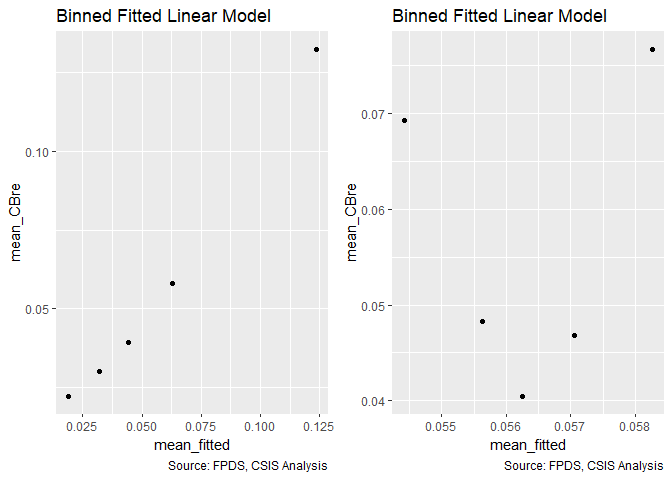 Binned Fitted Linear Model
mean_CBre
0.10
0.05
0.025
0.050
0.075
0.100
0.125
mean_fitted
Source: FPDS, CSIS Analysis
Binned Fitted Linear Model
mean_CBre
0.07
0.06
0.05
0.04
0.055
0.056
0.057
0.058
mean_fitted
Source: FPDS, CSIS Analysis